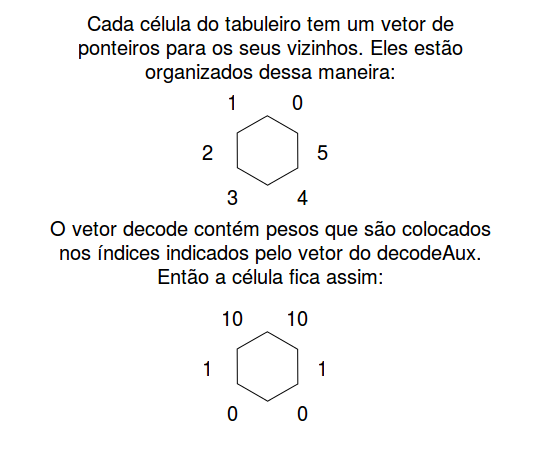 Cada célula do tabuleiro tem um vetor de
ponteiros para os seus vizinhos. Eles estão
organizados dessa maneira:
1 0
2 5
3 4
O vetor decode contém pesos que são colocados
nos índices indicados pelo vetor do decodeAux.
Então a célula fica assim:
10 10
1 1
0 0